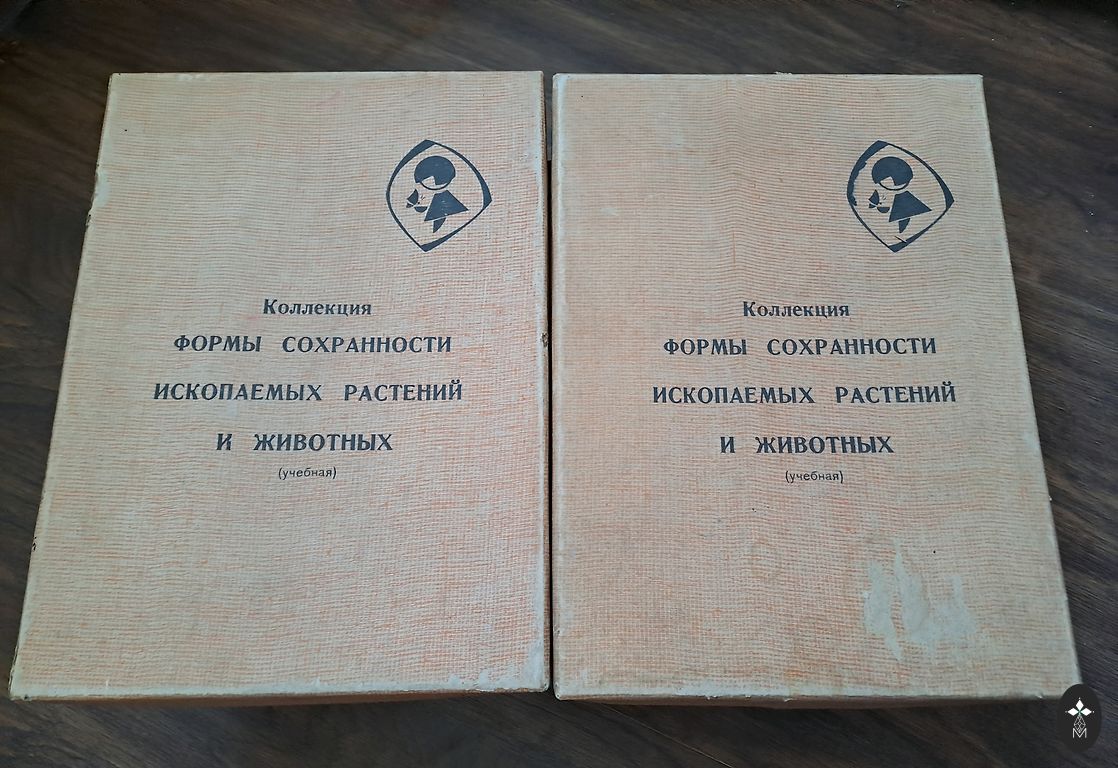 Коллекция
ФОРМЫ СОХРАННОСТИ
ИСКОПАЕМЫХ РАСТЕНИЙ
И ЖИВОТНЫХ
(учебная)
Коллекция
ФОРМЫ СОХРАННОСТИ
ИСКОПАЕМЫХ РАСТЕНИЙ
И ЖИВОТНЫХ
(учебная)
М